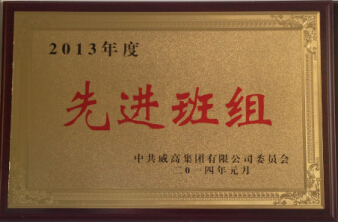 2013年度
先进班组
中共威高集团有限公司委员会
二〇一四年元月